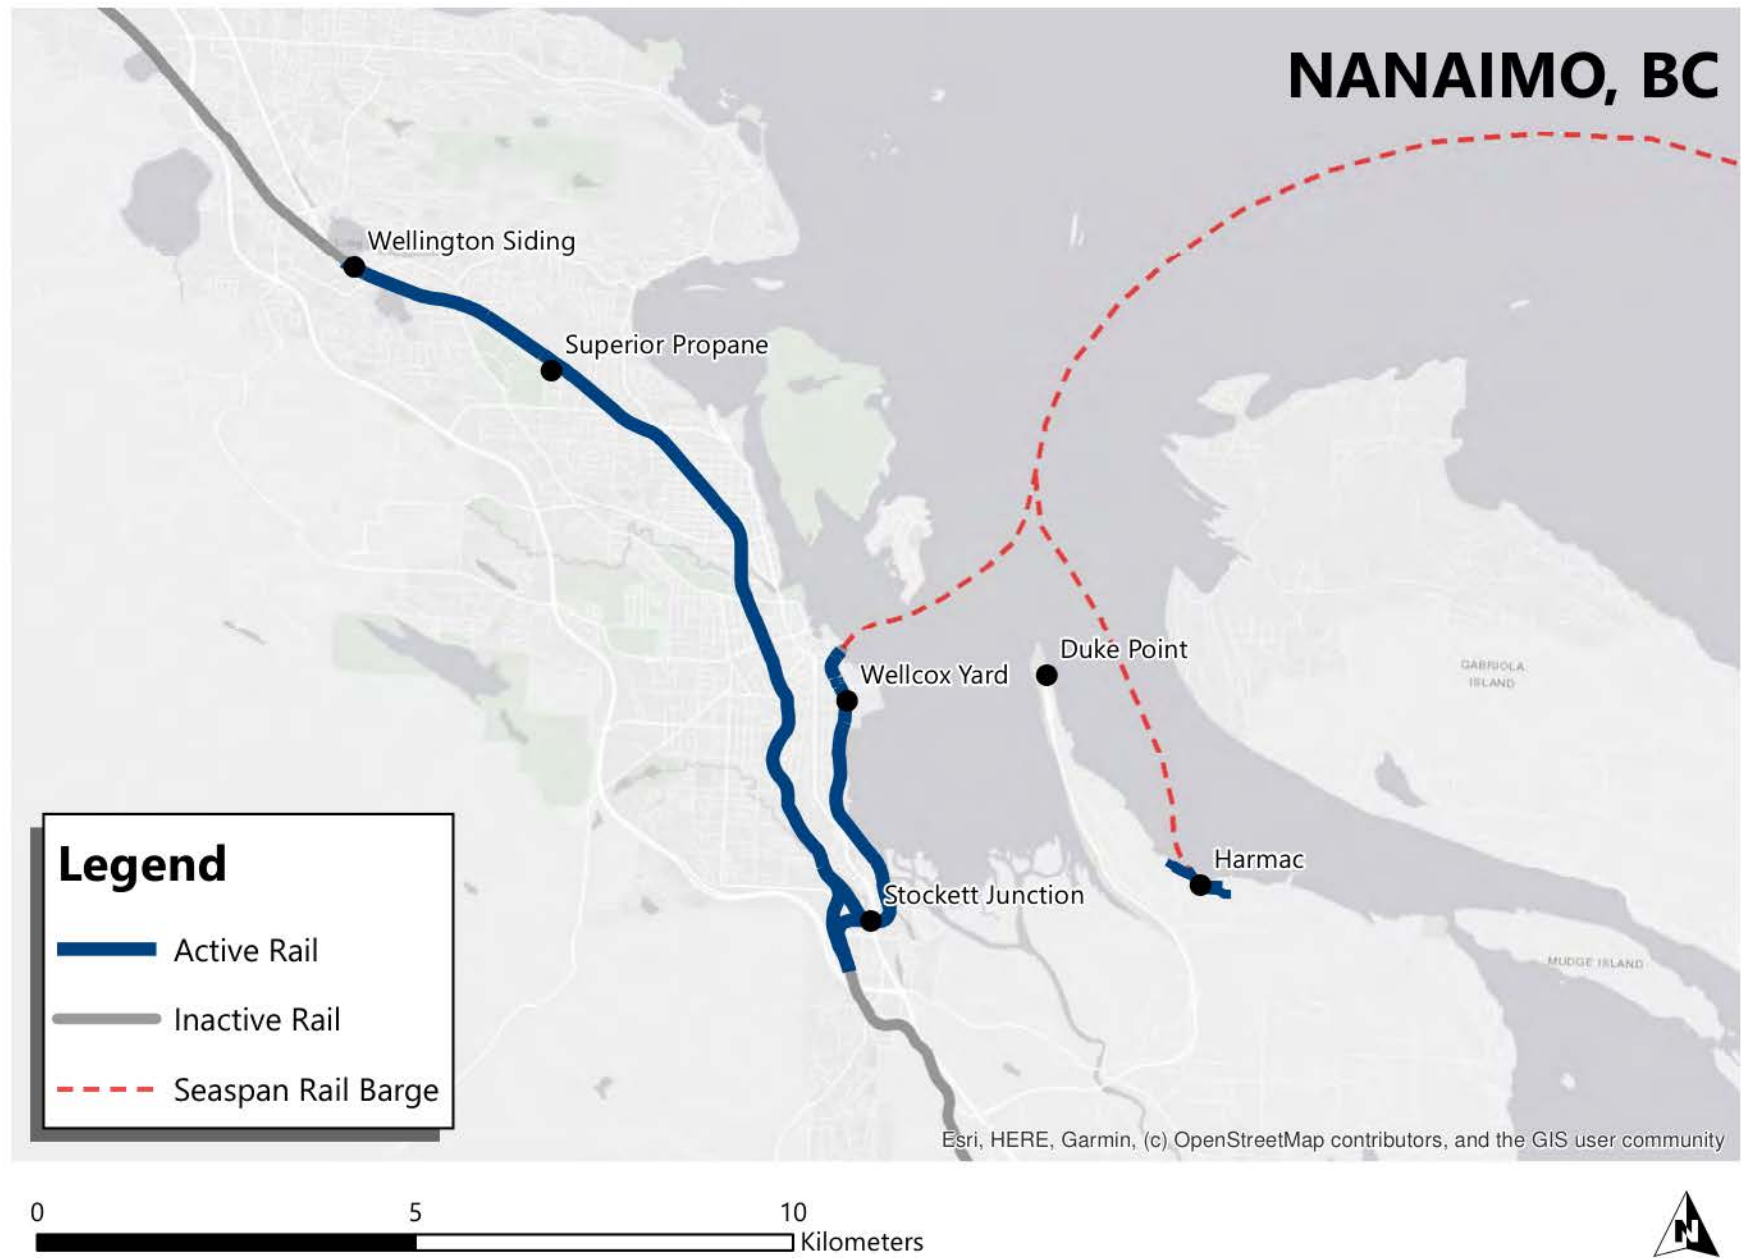 NANAIMO, BC
Wellington Siding
Superior Propane
Duke Point
Wellcox Yard
GABRIOLA
ISLAND
Harmac
Stockett Junction
MUDGE ISLAND
Legend
Active Rail
Inactive Rail
Seaspan Rail Barge
Esri, HERE, Garmin, (c) OpenStreetMap contributors, and the GIS user community
0 5 10
Kilometers
N